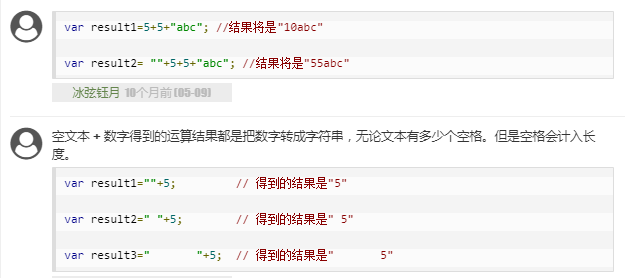 var result1=5+5+"abc"; //结果将是"10abc"
var result2= ""+5+5+"abc"; //结果将是"55abc"
冰弦钰月 10个月前 (05-09)
空文本 + 数字得到的运算结果都是把数字转成字符串，无论文本有多少个空格。但是空格会计入长
度。
var result1=""+5;         // 得到的结果是"5"
var result2=" "+5;        // 得到的结果是" 5"
var result3="       "+5;  // 得到的结果是"       5"